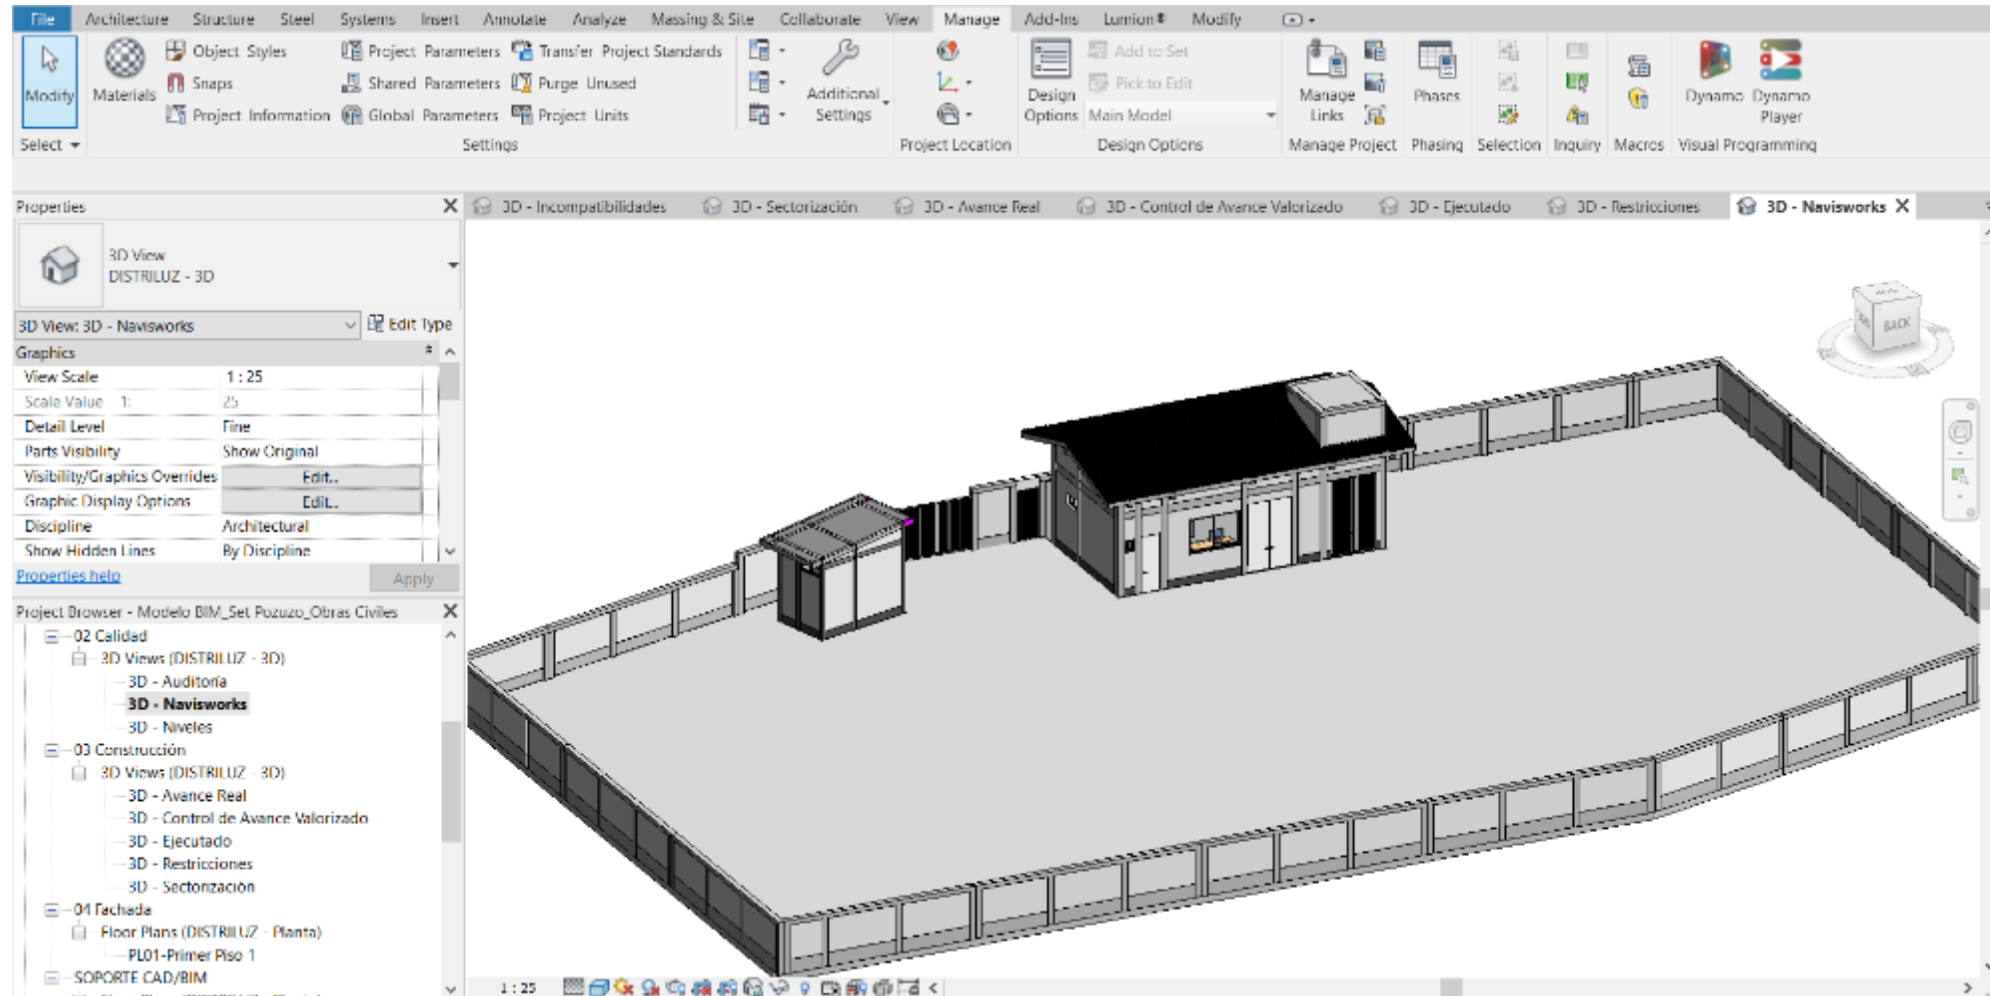 File Architecture Structure Steel Systems Insert Annotate Analyze Massing & Site Collaborate View Manage Add-Ins Lumion® Modify
Modify
Materials
Object Styles
Snaps
Project Information
Project Parameters
Shared Parameters
Global Parameters
Transfer Project Standards
Purge Unused
Project Units
Additional
Settings
Design
Options
Add to Set
Pick to Edit
Main Model
Manage
Links
Phases
Dynamo
Dynamo
Player
Select Settings Project Location Design Options Manage Project Phasing Selection Inquiry Macros Visual Programming
Properties
3D - Incompatibilidades 3D - Sectorización 3D - Avance Real 3D - Control de Avance Valorizado 3D - Ejecutado 3D - Restricciones 3D - Navisworks
3D View
DISTRILUZ - 3D
3D View: 3D - Navisworks Edit Type
Graphics
View Scale 1 : 25
Scale Value 1: 25
Detail Level Fine
Parts Visibility Show Original
Visibility/Graphics Overrides Edit...
Graphic Display Options Edit...
Discipline Architectural
Show Hidden Lines By Discipline
Properties help Apply
Project Browser - Modelo BIM_Set Pozuzo_Obras Civiles
02 Calidad
3D Views (DISTRILUZ - 3D)
3D - Auditoría
3D - Navisworks
3D - Niveles
03 Construcción
3D Views (DISTRILUZ - 3D)
3D - Avance Real
3D - Control de Avance Valorizado
3D - Ejecutado
3D - Restricciones
3D - Sectorización
04 Fachada
Floor Plans (DISTRILUZ - Planta)
PL01-Primer Piso 1
SOPORTE CAD/BIM
BACK
1 : 25